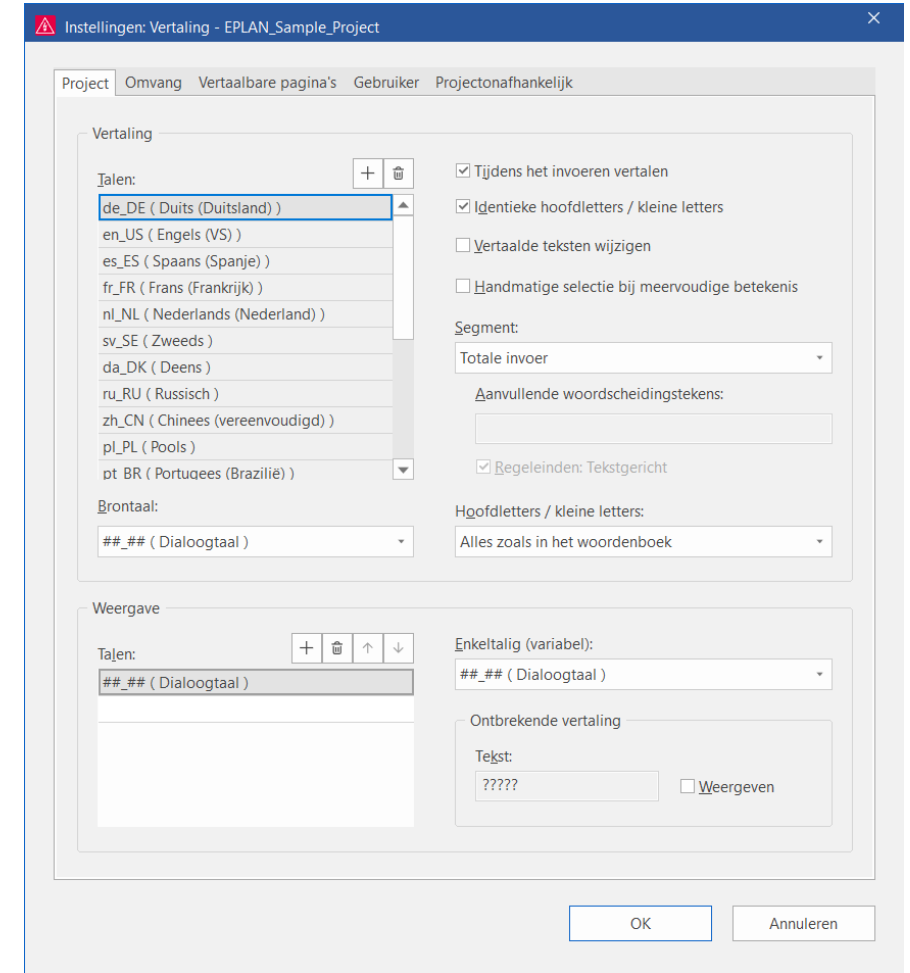 Instellingen: Vertaling - EPLAN_Sample_Project
Project Omvang Vertaalbare pagina's Gebruiker Projectonafhankelijk
Vertaling
Talen:
de_DE ( Duits (Duitsland) )
en_US ( Engels (VS) )
es_ES ( Spaans (Spanje) )
fr_FR ( Frans (Frankrijk) )
nl_NL ( Nederlands (Nederland) )
sv_SE ( Zweeds )
da_DK ( Deens )
ru_RU ( Russisch )
zh_CN ( Chinees (vereenvoudigd) )
pl_PL ( Pools )
pt_BR ( Portugees (Brazilië) )
Brontaal:
##_## ( Dialoogtaal )
Tijdens het invoeren vertalen
Identieke hoofdletters / kleine letters
Vertaalde teksten wijzigen
Handmatige selectie bij meervoudige betekenis
Segment:
Totale invoer
Aanvullende woordscheidingstekens:
Regeleinden: Tekstgericht
Hoofdletters / kleine letters:
Alles zoals in het woordenboek
Weergave
Talen:
##_## ( Dialoogtaal )
Enkeltalig (variabel):
##_## ( Dialoogtaal )
Ontbrekende vertaling
Tekst:
?????
Weergeven
OK
Annuleren